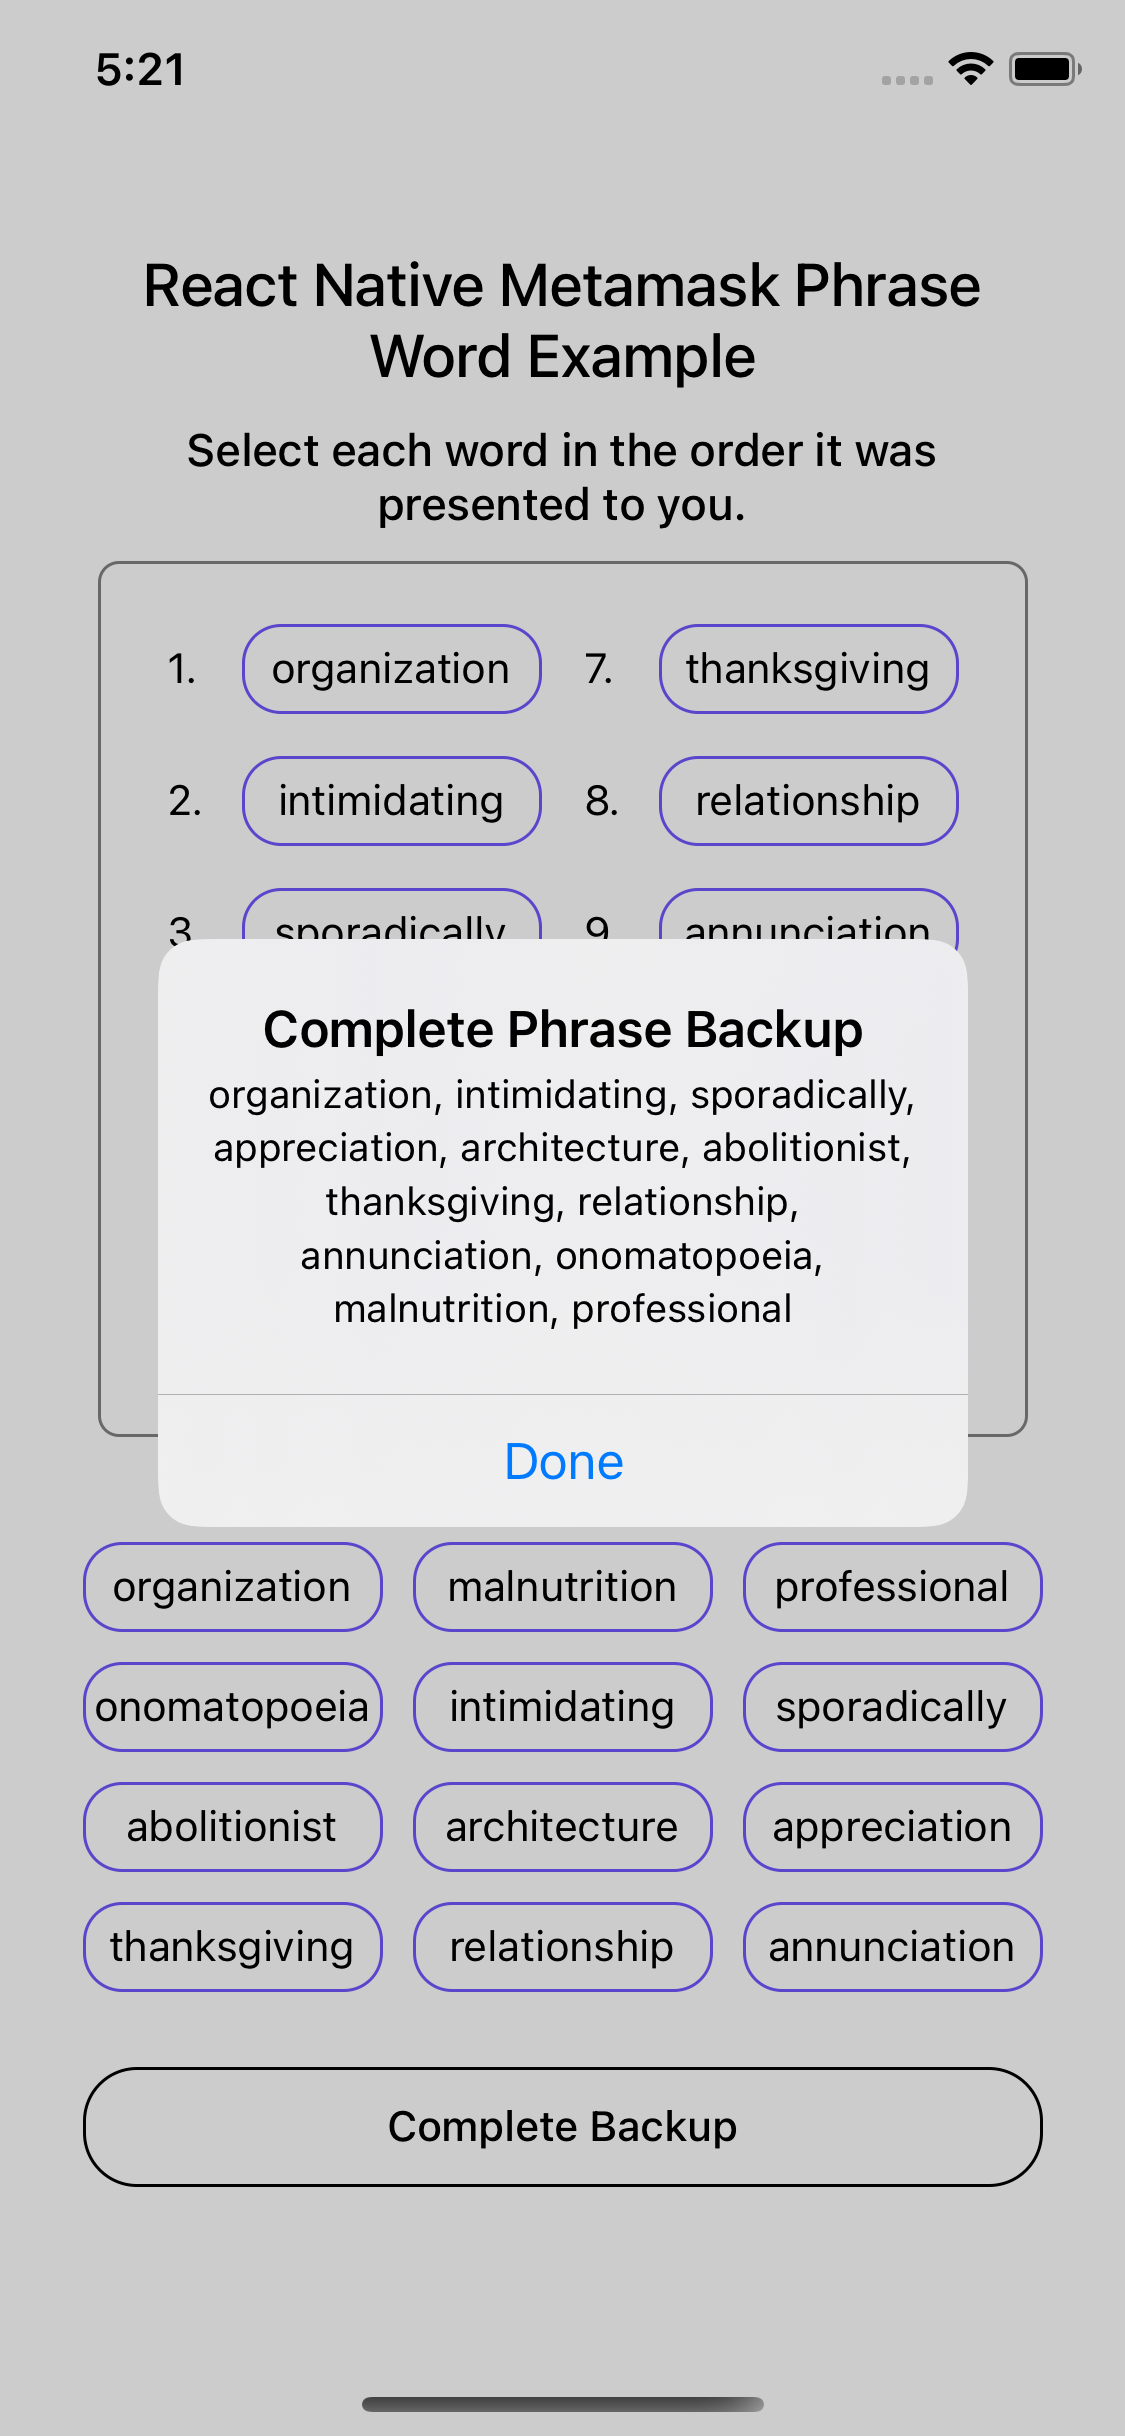 5:21
React Native Metamask Phrase
Word Example
Select each word in the order it was
presented to you.
1. organization 7. thanksgiving
2. intimidating 8. relationship
3. sporadically 9. annunciation
Complete Phrase Backup
organization, intimidating, sporadically,
appreciation, architecture, abolitionist,
thanksgiving, relationship,
annunciation, onomatopoeia,
malnutrition, professional
Done
organization malnutrition professional
onomatopoeia intimidating sporadically
abolitionist architecture appreciation
thanksgiving relationship annunciation
Complete Backup